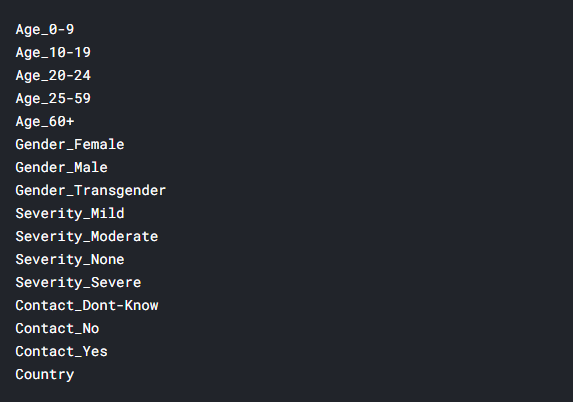 Age_0-9
Age_10-19
Age_20-24
Age_25-59
Age_60+
Gender_Female
Gender_Male
Gender_Transgender
Severity_Mild
Severity_Moderate
Severity_None
Severity_Severe
Contact_Dont-Know
Contact_No
Contact_Yes
Country